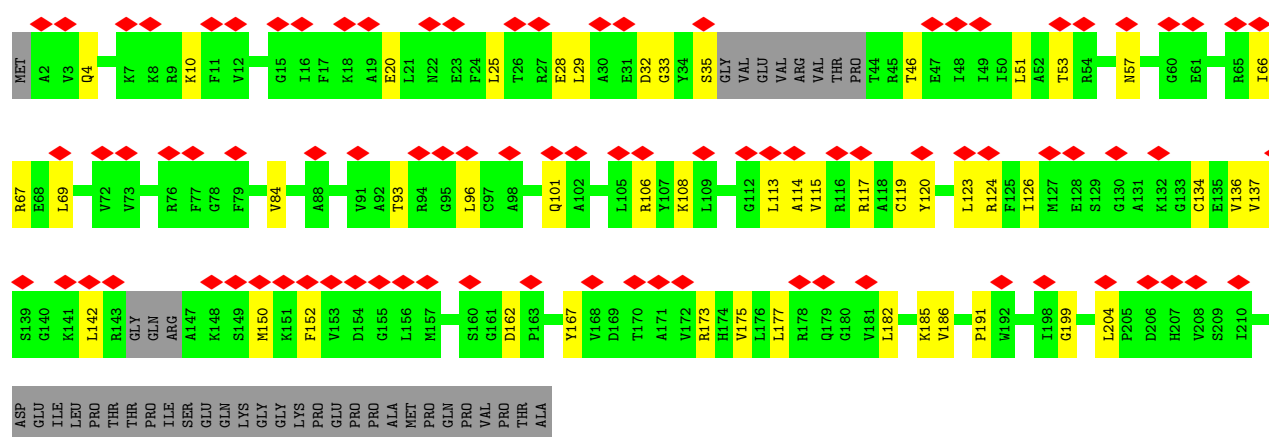 MET A2 V3 Q4 K7 K8 R9 K10 F11 V12 G15 I16 F17 K18 A19 E20 L21 N22 E23 F24 L25 T26 R27 E28 L29 A30 E31 D32 G33 Y34 S35 GLY VAL GLU VAL ARG VAL THR PRO T44 R45 T46 E47 I48 I49 I50 L51 A52 T53 R54 N57 G60 E61 R65 I66
R67 E68 L69 V72 V73 R76 F77 G78 F79 V84 A88 V91 A92 T93 R94 G95 L96 C97 A98 Q101 A102 L105 R106 Y107 K108 L109 G112 L113 A114 V115 R116 R117 A118 C119 Y120 L123 R124 F125 I126 M127 E128 S129 G130 A131 K132 G133 C134 E135 V136 V137
S139 G140 K141 L142 R143 GLY GLN ARG A147 K148 S149 M150 K151 F152 V153 D154 G155 L156 M157 S160 G161 D162 P163 Y167 V168 D169 T170 A171 V172 R173 H174 V175 L176 L177 R178 Q179 G180 V181 L182 K185 V186 P191 W192 I198 G199 L204 P205 D206 H207 V208 S209 I210
ASP GLU ILE LEU PRO THR THR PRO ILE SER GLU GLN LYS GLY GLY LYS PRO GLU PRO PRO ALA MET PRO GLN PRO VAL PRO THR ALA